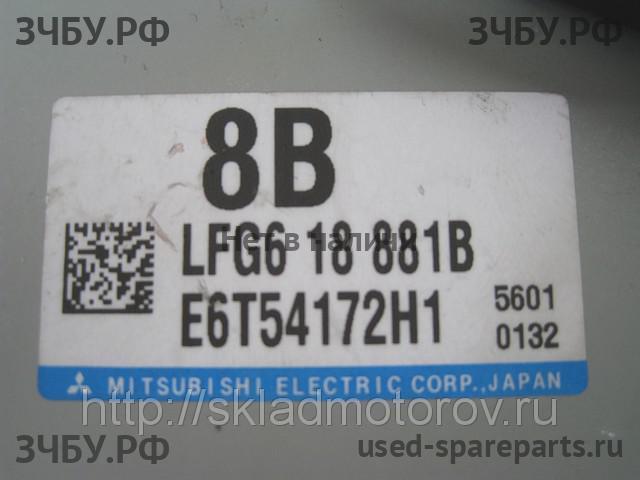 ЗЧБУ.РФ ЗЧБУ.РФ
8B
LFG6 18 881B
Нет в наличи
E6T54172H1 5601
0132
MITSUBISHI ELECTRIC CORP., JAPAN
http://skladmotorov.ru
ЗЧБУ.РФ used-spareparts.ru